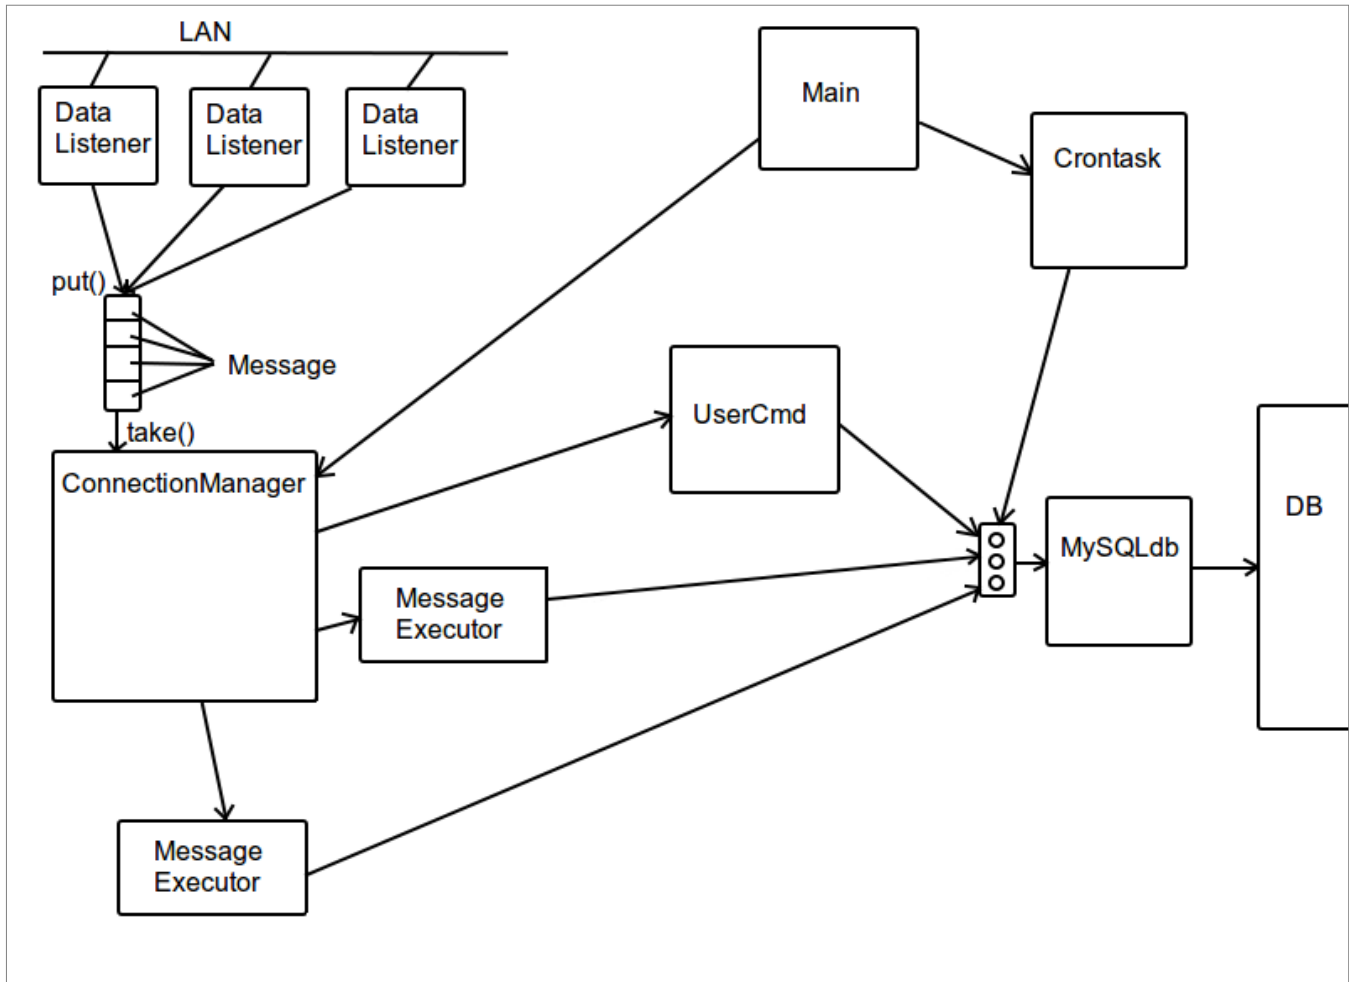 LAN
Data
Listener
Data
Listener
Data
Listener
Main
Crontask
put()
Message
take()
ConnectionManager
UserCmd
DB
MySQLdb
Message
Executor
Message
Executor